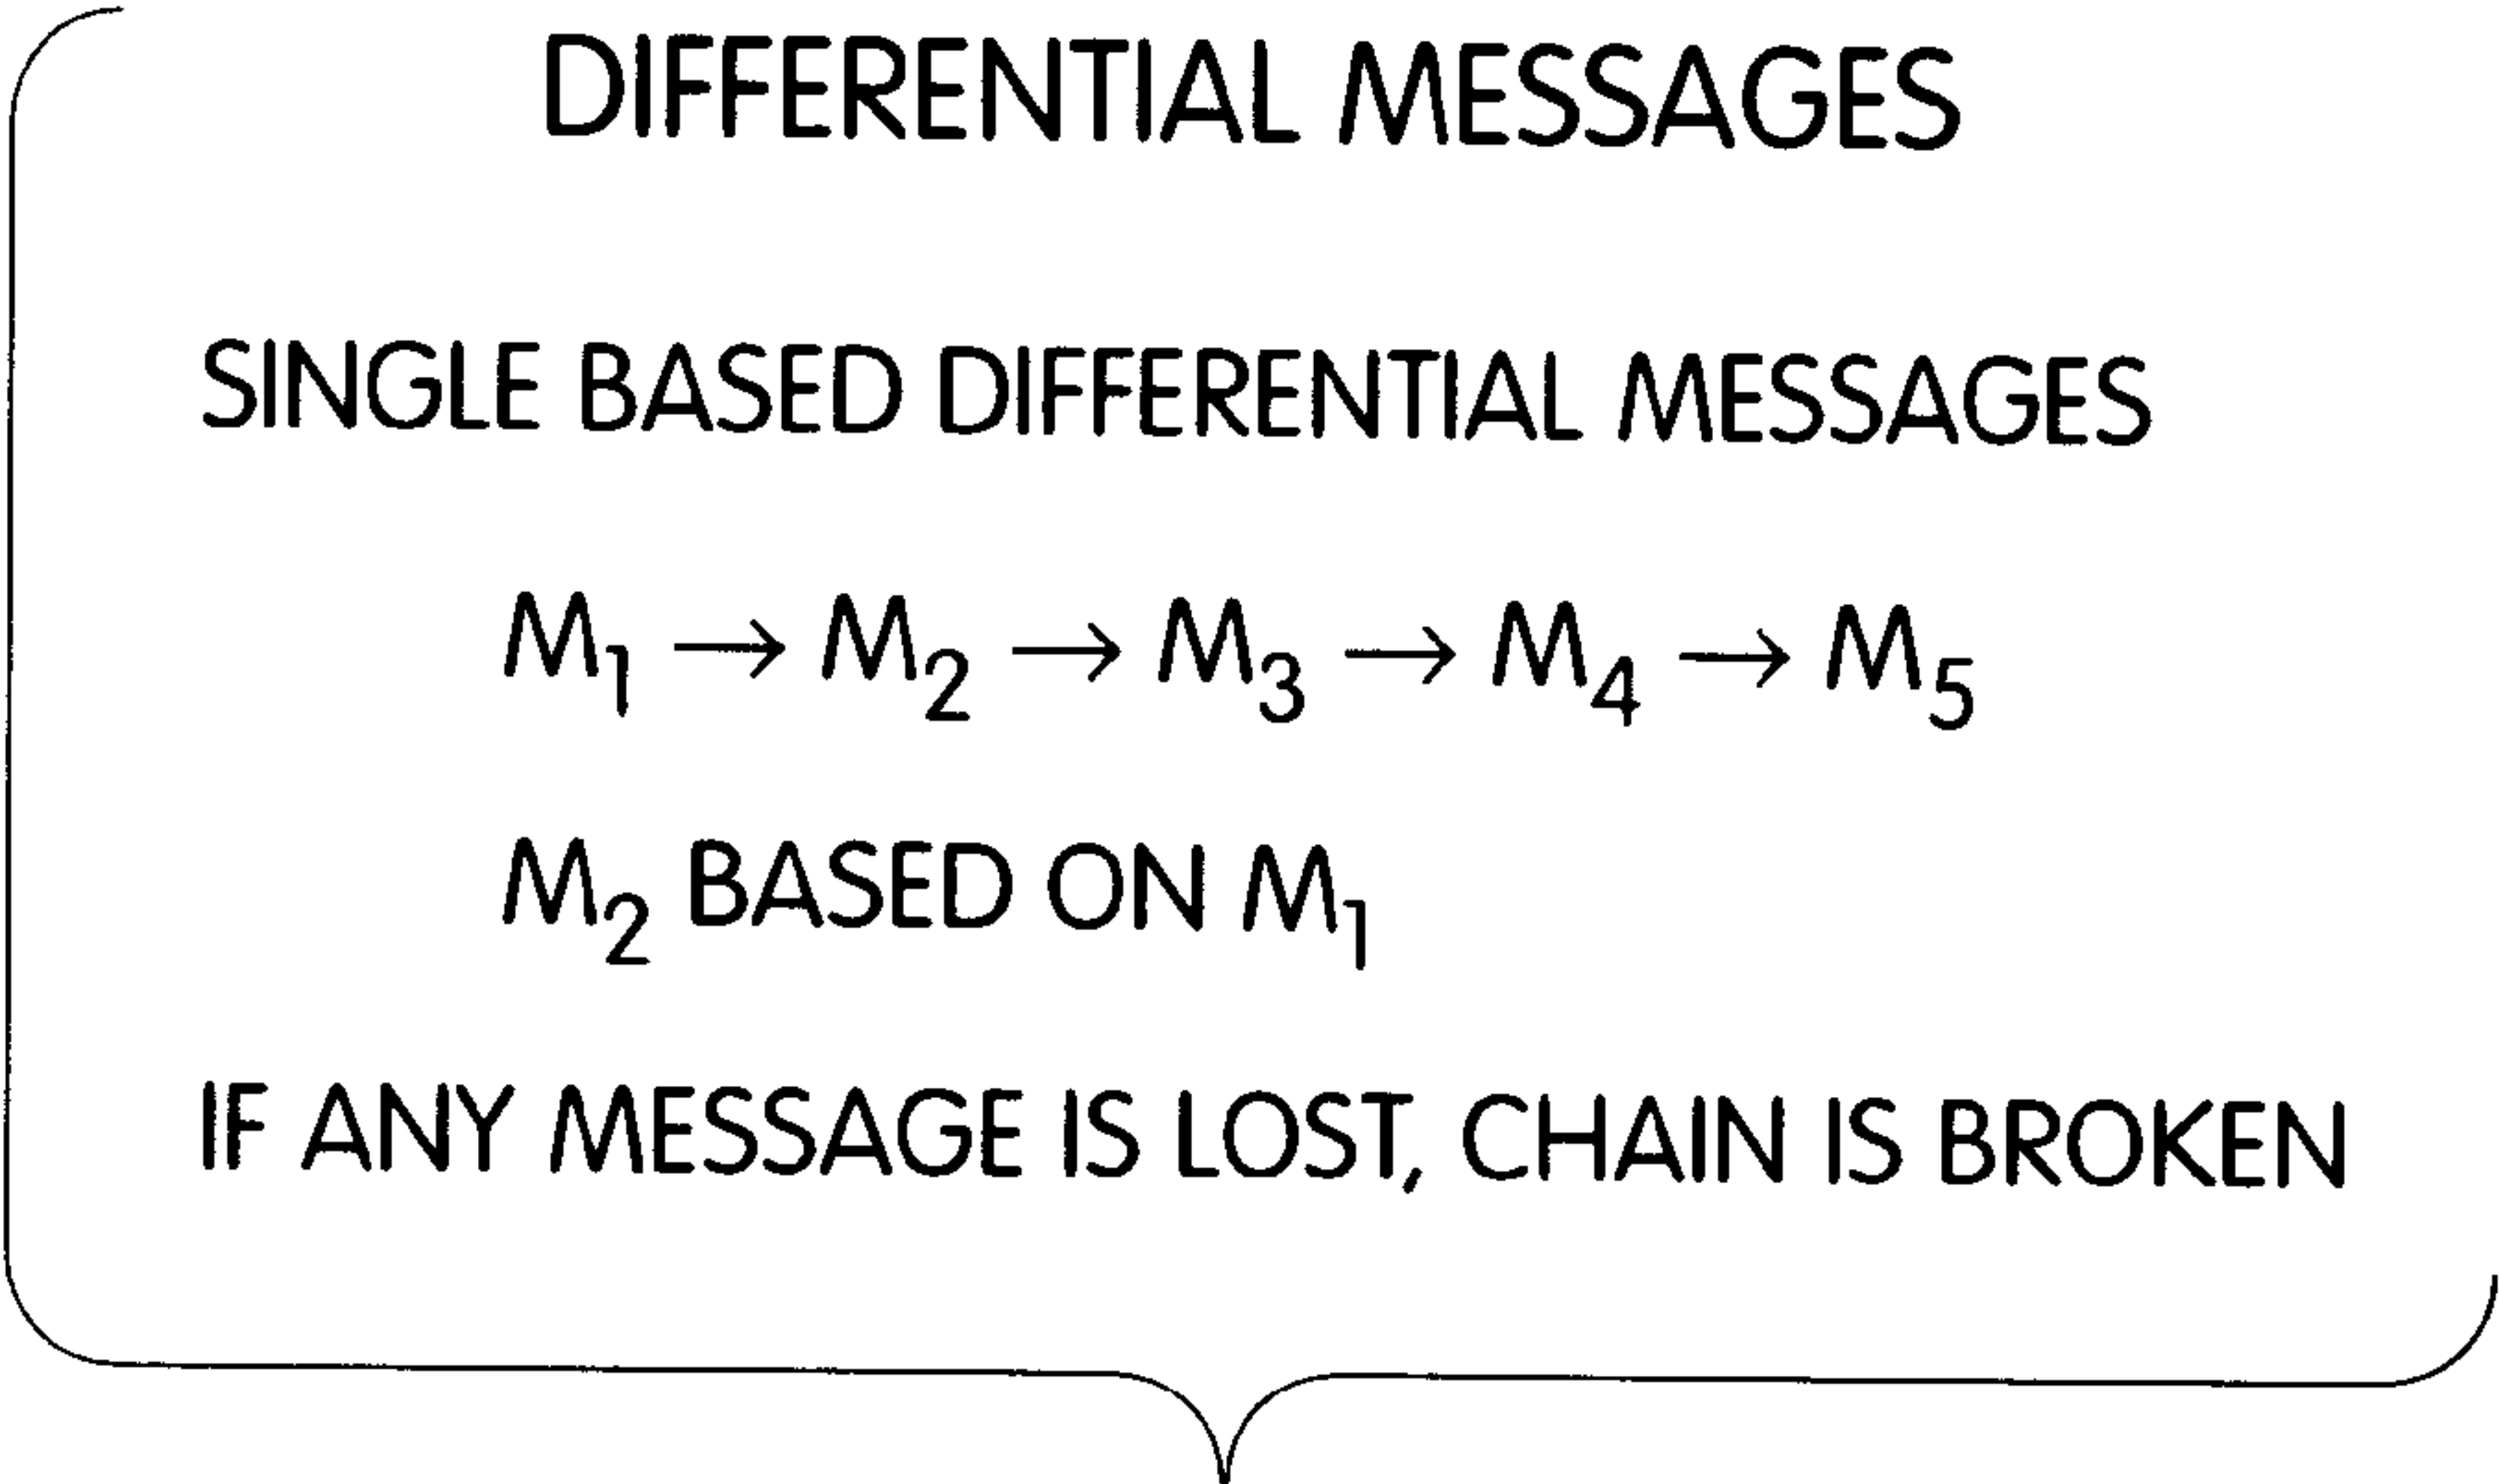 DIFFERENTIAL MESSAGES
SINGLE BASED DIFFERENTIAL MESSAGES
M₁ → M₂ → M₃ → M₄ → M₅
M₂ BASED ON M₁
IF ANY MESSAGE IS LOST, CHAIN IS BROKEN